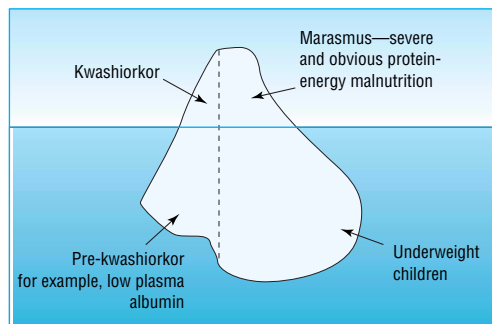 Kwashiorkor
Marasmus—severe
and obvious protein-
energy malnutrition
Pre-kwashiorkor
for example, low plasma
albumin
Underweight
children